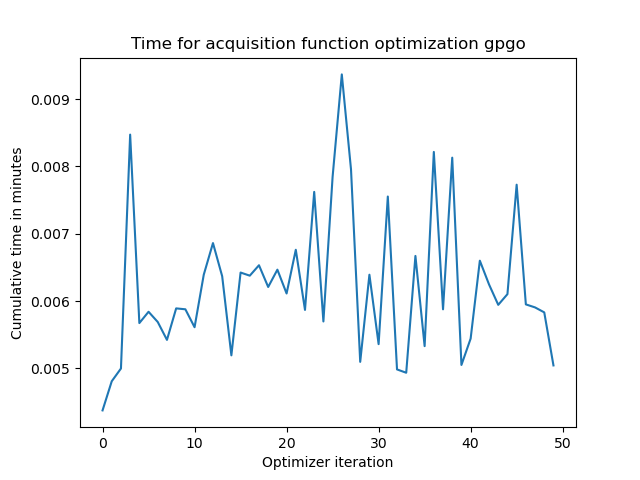 Time for acquisition function optimization gpgo
0.009
0.008
0.007
0.006
0.005
Cumulative time in minutes
0 10 20 30 40 50
Optimizer iteration